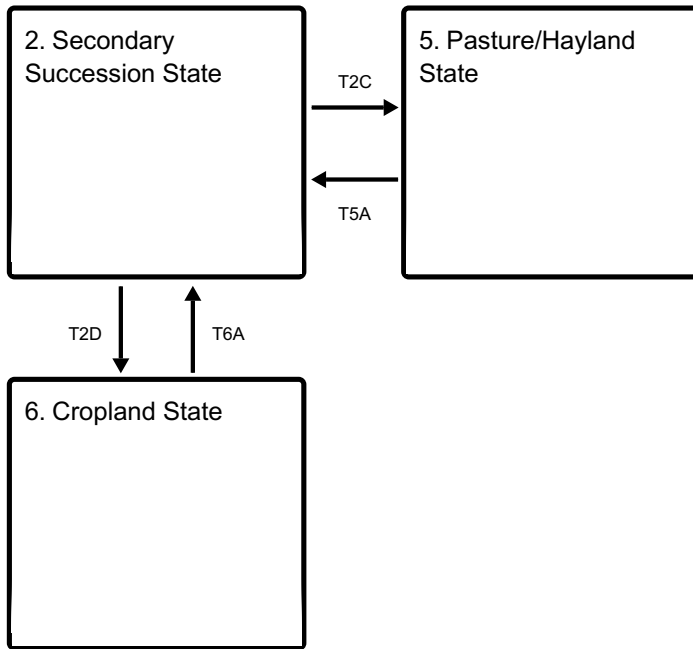 2. Secondary
Succession State
5. Pasture/Hayland
State
T2C
T5A
T2D
T6A
6. Cropland State